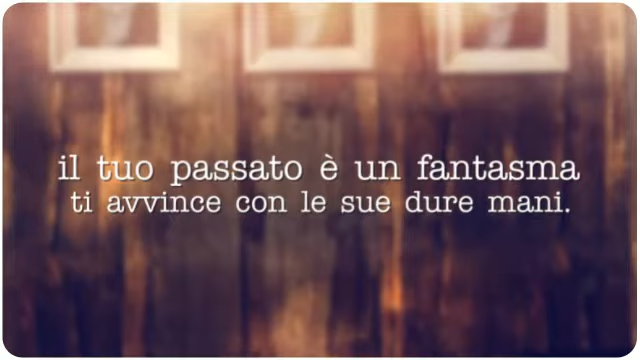 il tuo passato è un fantasma
ti avvince con le sue dure mani.